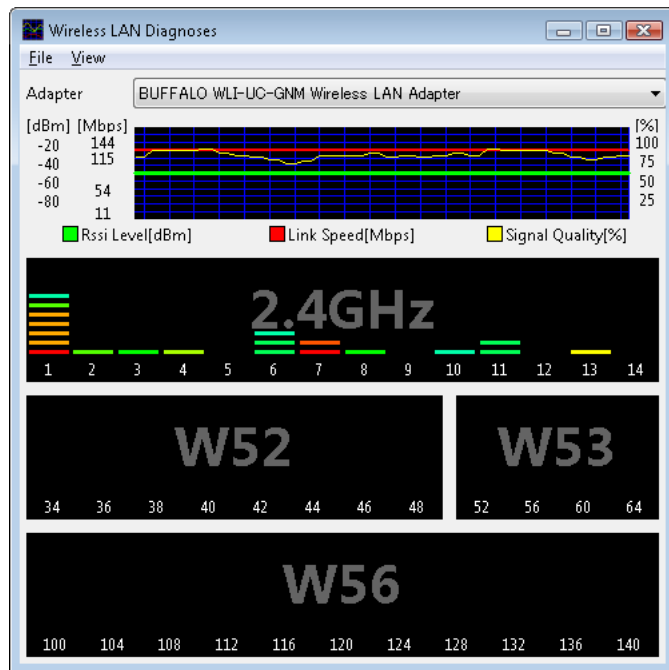 Wireless LAN Diagnoses
File View
Adapter BUFFALO WLI-UC-GNM Wireless LAN Adapter
[dBm] [Mbps] [%]
-20 144 100
-40 115 75
-60 54 50
-80 11 25
Rssi Level[dBm] Link Speed[Mbps] Signal Quality[%]
2.4GHz
1 2 3 4 5 6 7 8 9 10 11 12 13 14
W52 W53
34 36 38 40 42 44 46 48 52 56 60 64
W56
100 104 108 112 116 120 124 128 132 136 140